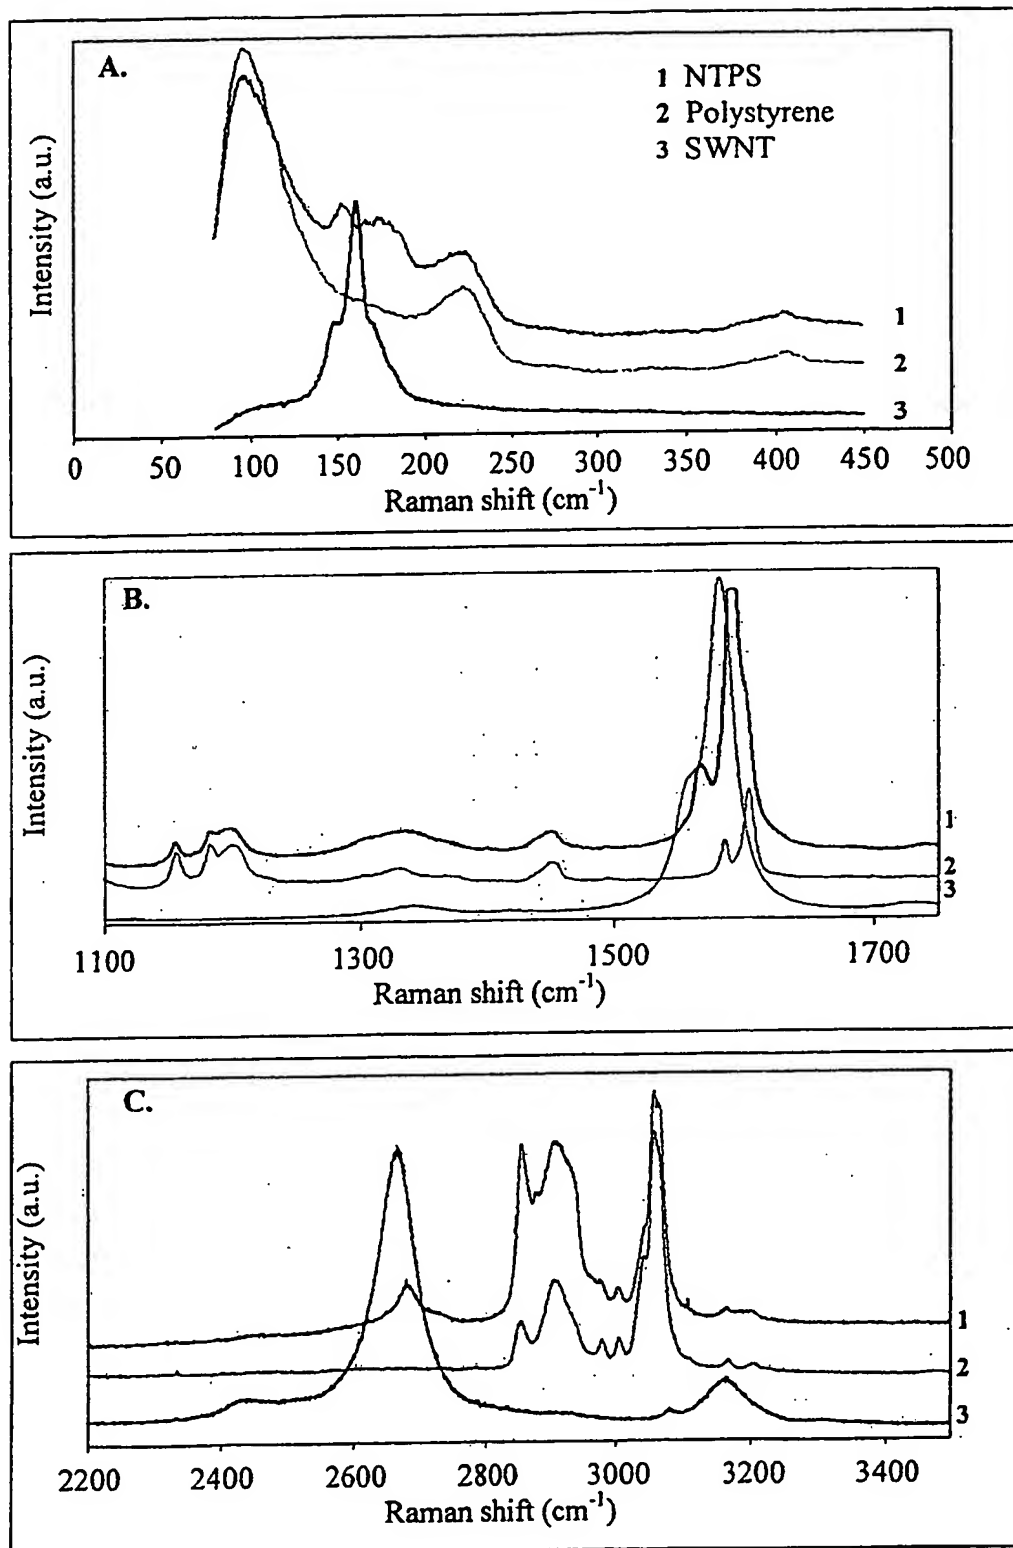 A.
1 NTPS
2 Polystyrene
3 SWNT
Intensity (a.u.)
1
2
3
0 50 100 150 200 250 300 350 400 450 500
Raman shift (cm⁻¹)
B.
Intensity (a.u.)
1
2
3
1100 1300 1500 1700
Raman shift (cm⁻¹)
C.
Intensity (a.u.)
1
2
3
2200 2400 2600 2800 3000 3200 3400
Raman shift (cm⁻¹)